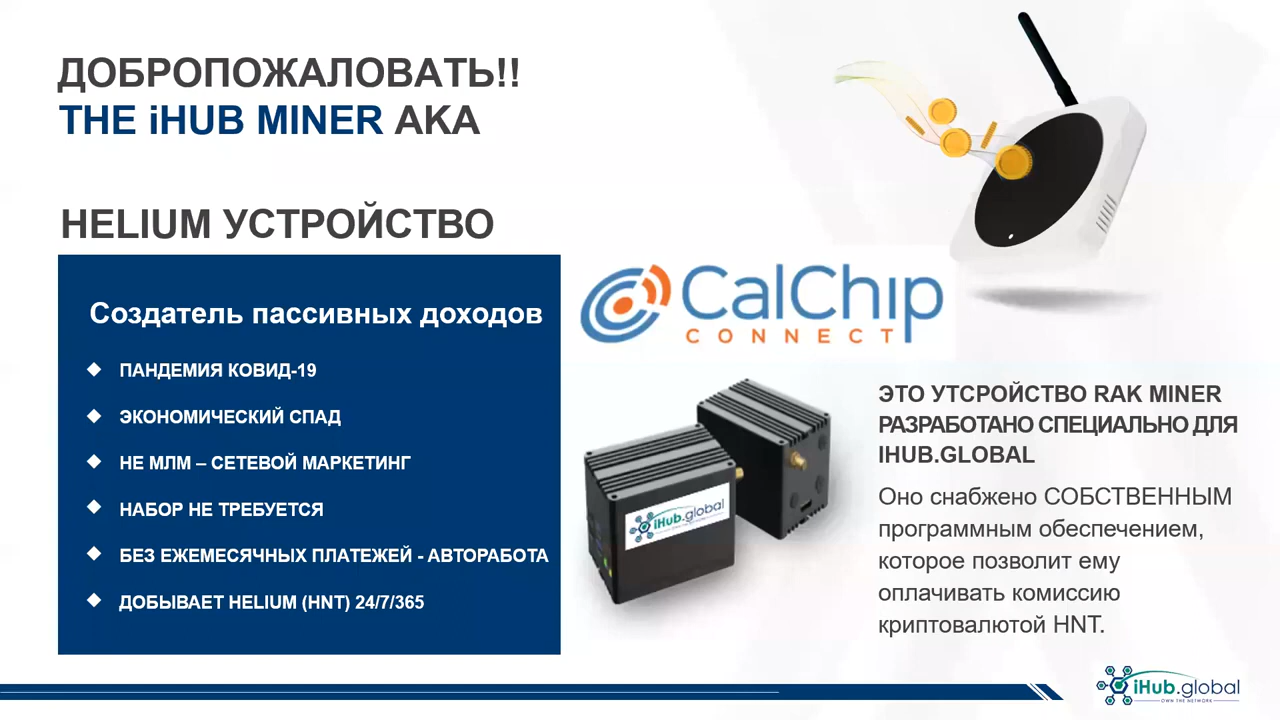 ДОБРОПОЖАЛОВАТЬ!!
THE iHUB MINER AKA
HELIUM УСТРОЙСТВО
Создатель пассивных доходов
ПАНДЕМИЯ КОВИД-19
ЭКОНОМИЧЕСКИЙ СПАД
НЕ МЛМ – СЕТЕВОЙ МАРКЕТИНГ
НАБОР НЕ ТРЕБУЕТСЯ
БЕЗ ЕЖЕМЕСЯЧНЫХ ПЛАТЕЖЕЙ - АВТОРАБОТА
ДОБЫВАЕТ HELIUM (HNT) 24/7/365
CalChip
CONNECT
iHub.global
ЭТО УТСРОЙСТВО RAK MINER
РАЗРАБОТАНО СПЕЦИАЛЬНО ДЛЯ
IHUB.GLOBAL
Оно снабжено СОБСТВЕННЫМ
программным обеспечением,
которое позволит ему
оплачивать комиссию
криптовалютой HNT.
iHub.global
OWN THE NETWORK